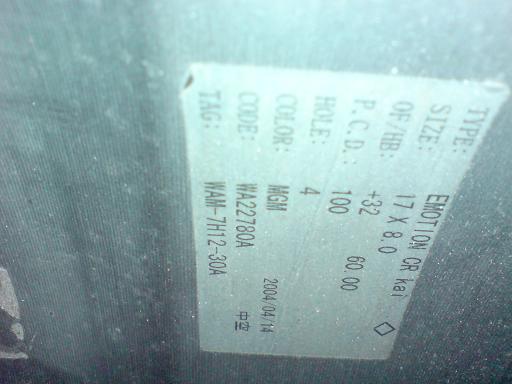 TYPE: EMOTION CR kai
SIZE: 17 X 8.0 ◇
OF/HB: +32 60.00
P.C.D.: 100
HOLE: 4
COLOR: MGM 2004/04/14
CODE: WA22780A 中空
TAG: WAM-7H12-30A